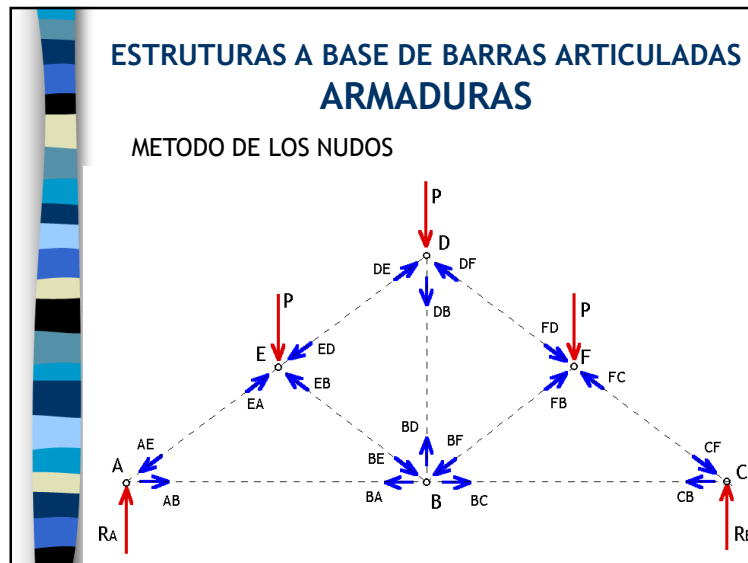 ESTRUTURAS A BASE DE BARRAS ARTICULADAS
ARMADURAS
METODO DE LOS NUDOS
P
D
DE DF
P DB P
E ED FD F
EB FC
EA FB
AE BD BF CF
A BE C
AB BA B BC CB
RA RB